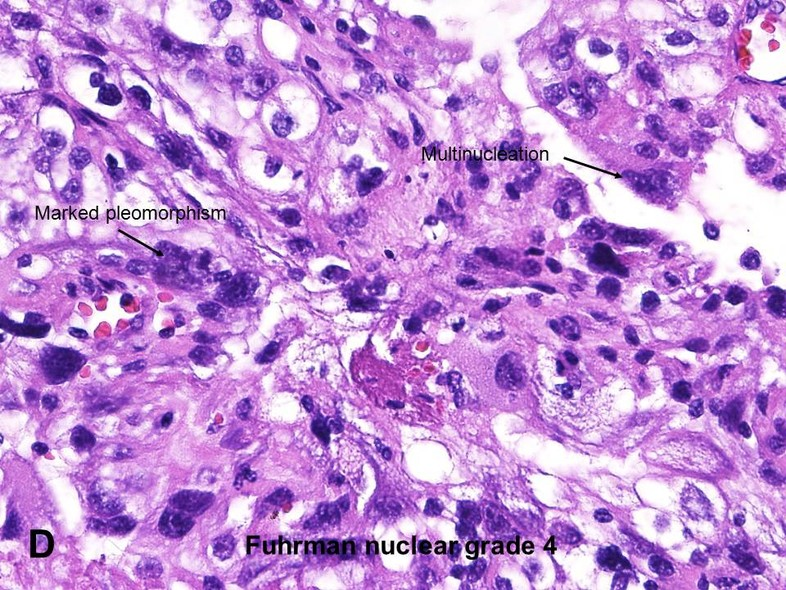 Multinucleation
Marked pleomorphism
D
Fuhrman nuclear grade 4